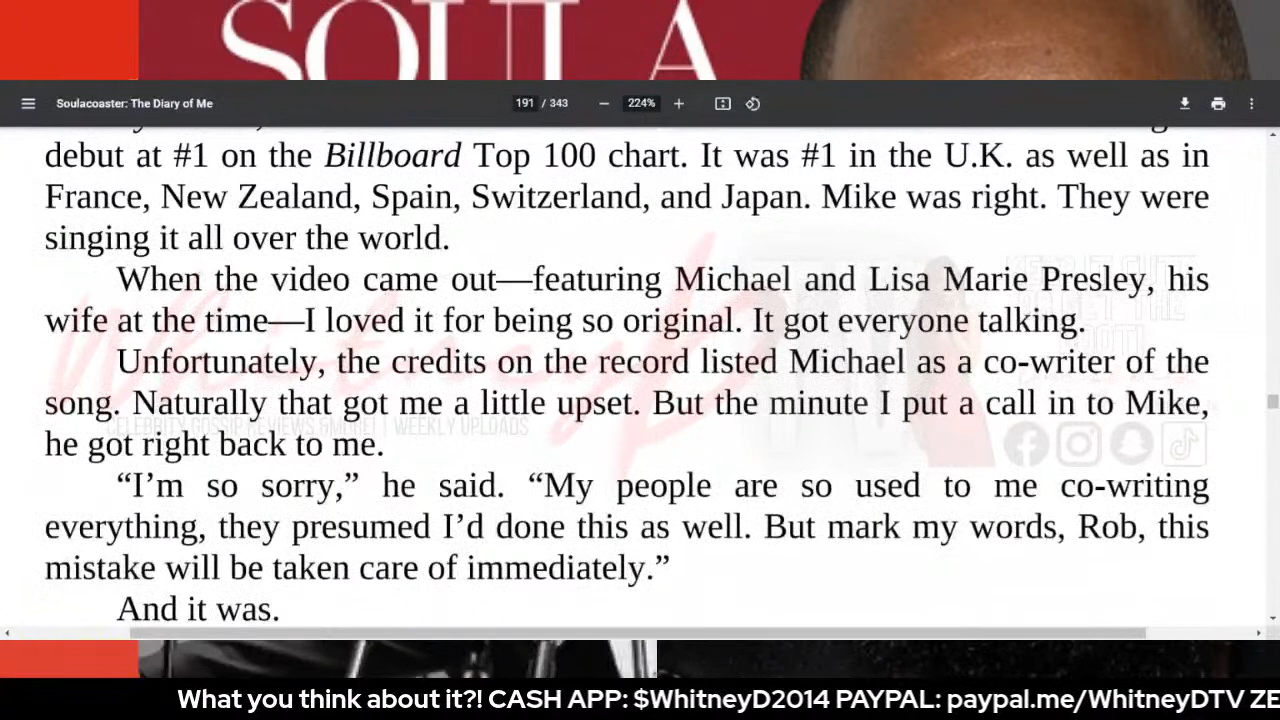 SOULA
Soulacoaster: The Diary of Me
191 / 343
224%
debut at #1 on the Billboard Top 100 chart. It was #1 in the U.K. as well as in
France, New Zealand, Spain, Switzerland, and Japan. Mike was right. They were
singing it all over the world.
When the video came out—featuring Michael and Lisa Marie Presley, his
wife at the time—I loved it for being so original. It got everyone talking.
Unfortunately, the credits on the record listed Michael as a co-writer of the
song. Naturally that got me a little upset. But the minute I put a call in to Mike,
CELEBRITY GOSSIP REVIEWS &MORE! | WEEKLY UPLOADS
he got right back to me.
“I’m so sorry,” he said. “My people are so used to me co-writing
everything, they presumed I’d done this as well. But mark my words, Rob, this
mistake will be taken care of immediately.”
And it was.
What you think about it?! CASH APP: $WhitneyD2014 PAYPAL: paypal.me/WhitneyDTV ZE